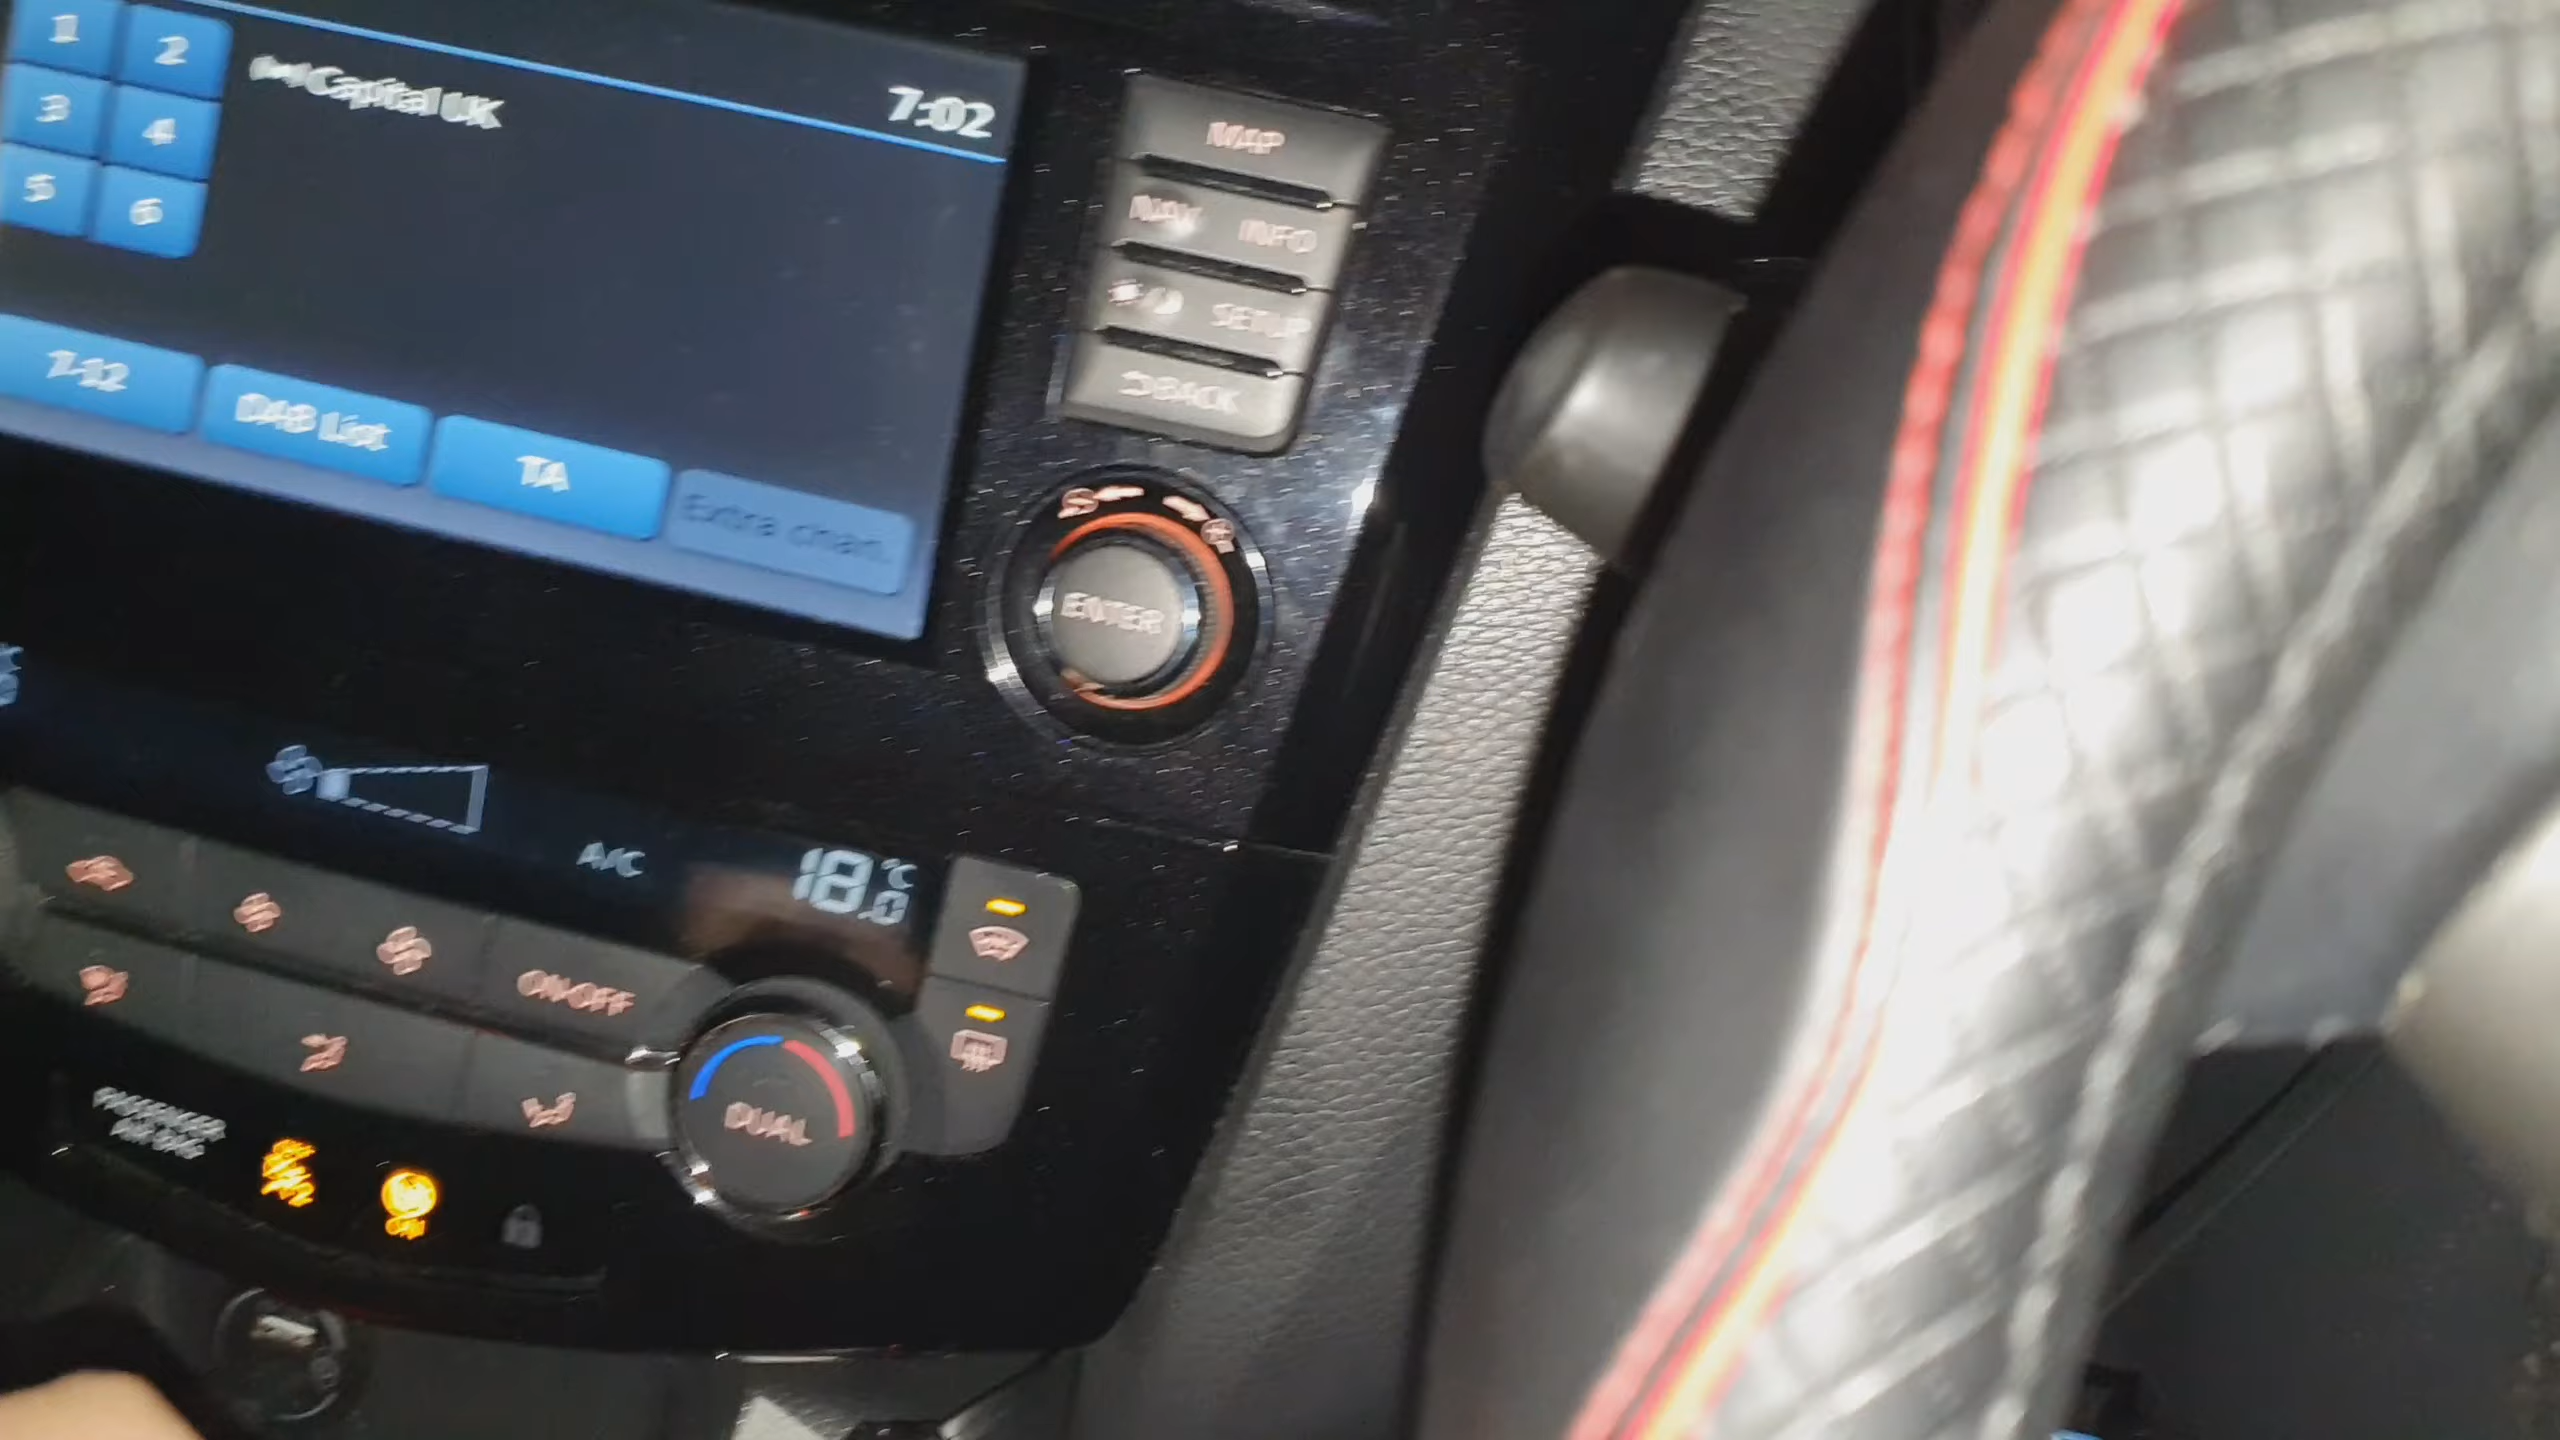 1 2
3 4
5 6
Capital UK
7:02
7-12
DAB List
TA
Extra chan.
MAP
NAV INFO
SETUP
BACK
ENTER
A/C
18.0 °C
ON·OFF
DUAL
PASSENGER
AIR BAG